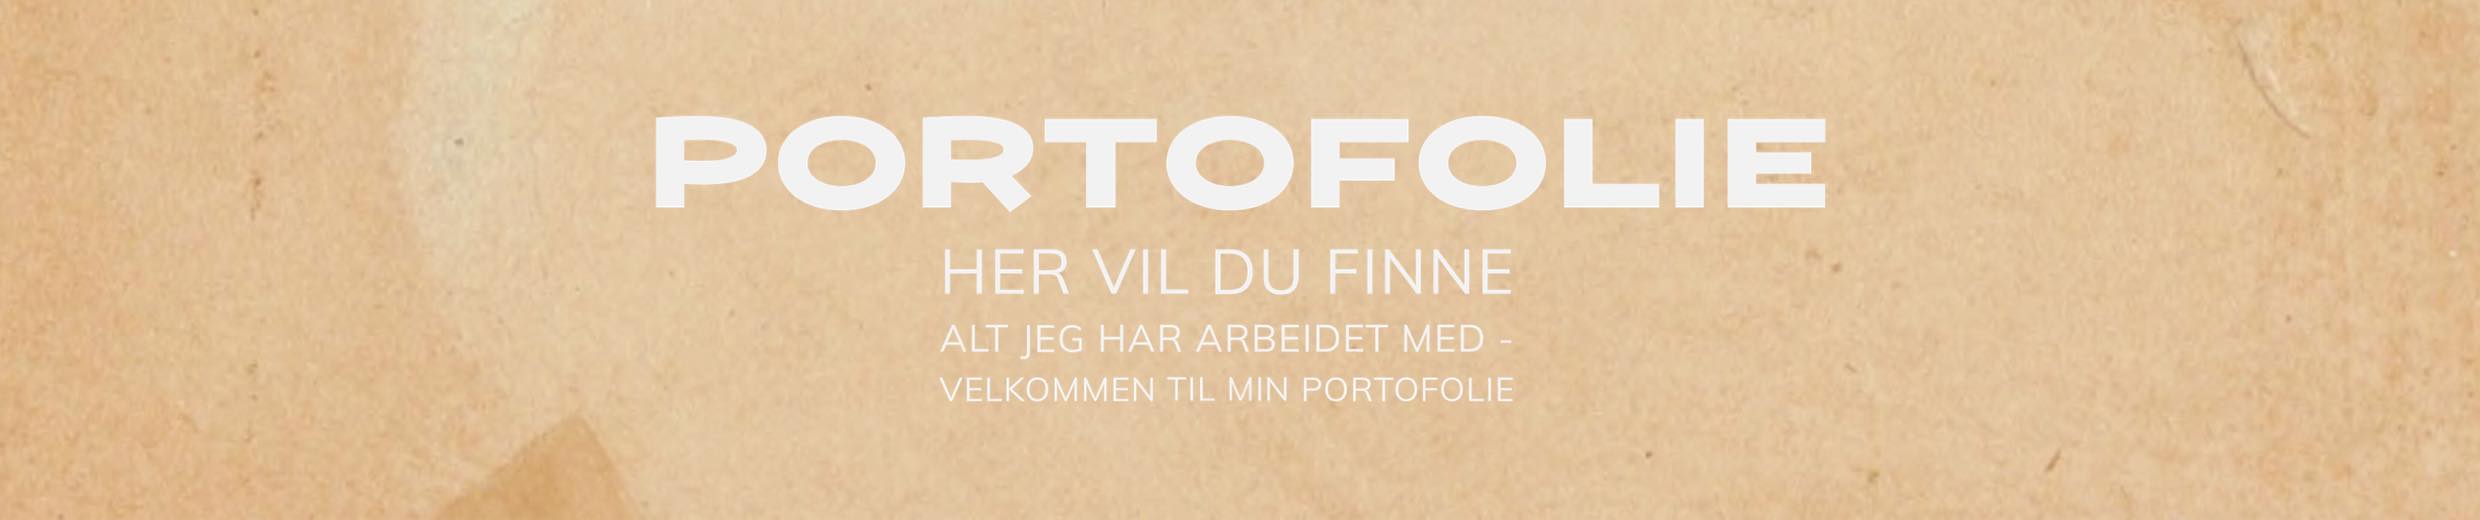 PORTOFOLIE
HER VIL DU FINNE
ALT JEG HAR ARBEIDET MED -
VELKOMMEN TIL MIN PORTOFOLIE